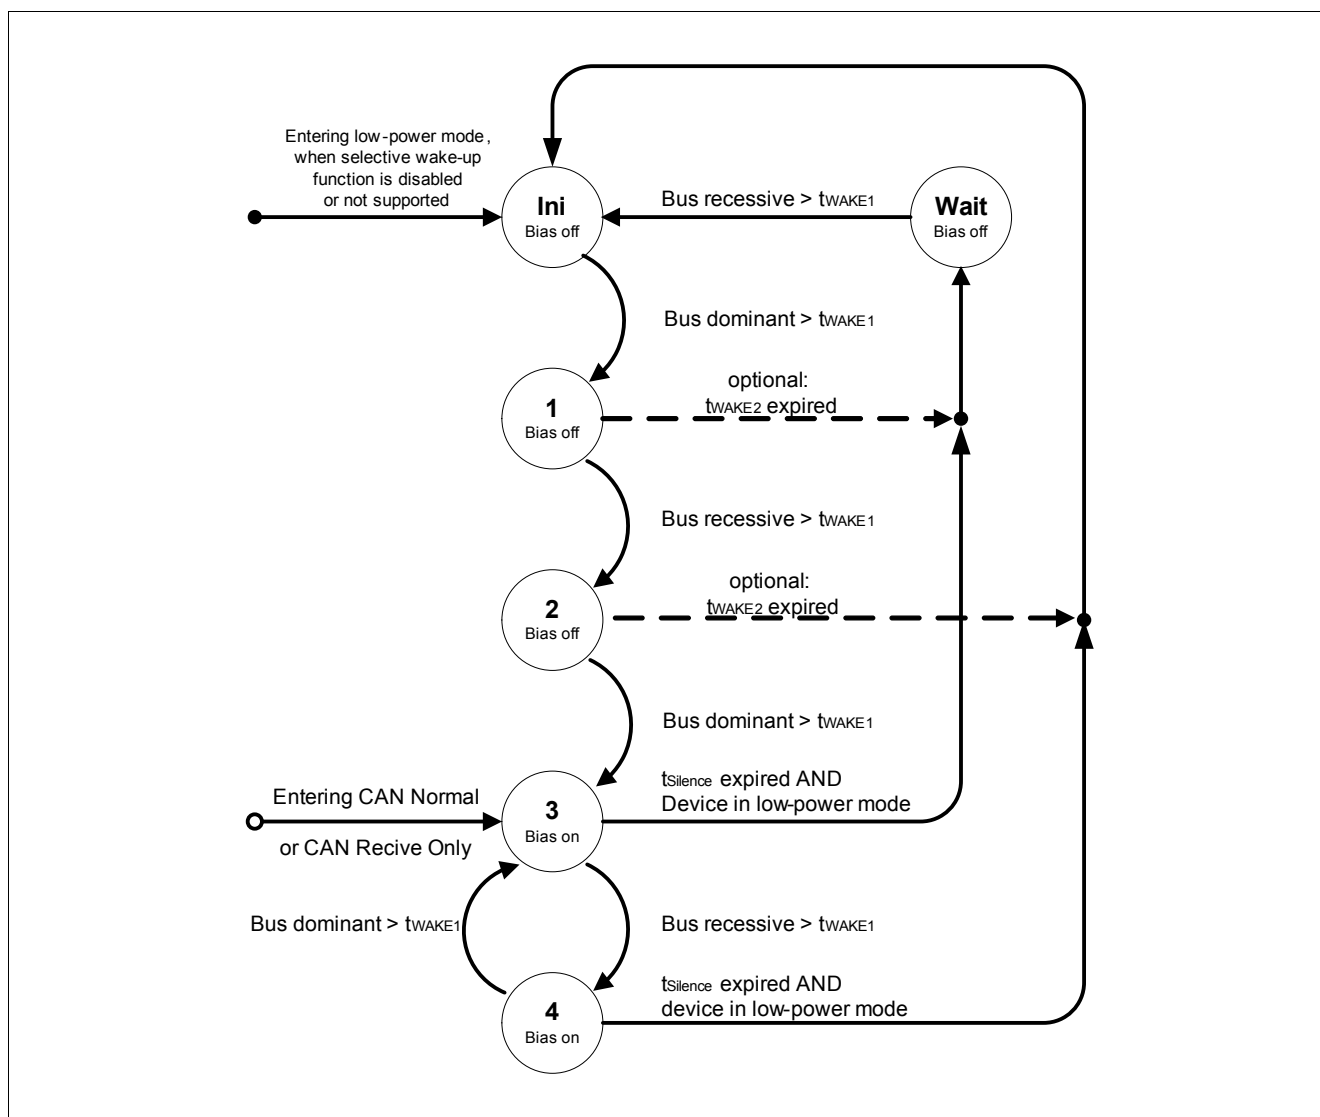 Entering low-power mode,
when selective wake-up
function is disabled
or not supported
Ini
Bias off
Bus recessive > tWAKE1
Wait
Bias off
Bus dominant > tWAKE1
optional:
tWAKE2 expired
1
Bias off
Bus recessive > tWAKE1
optional:
tWAKE2 expired
2
Bias off
Bus dominant > tWAKE1
tSilence expired AND
Device in low-power mode
Entering CAN Normal
or CAN Recive Only
3
Bias on
Bus dominant > tWAKE1
Bus recessive > tWAKE1
tSilence expired AND
device in low-power mode
4
Bias on